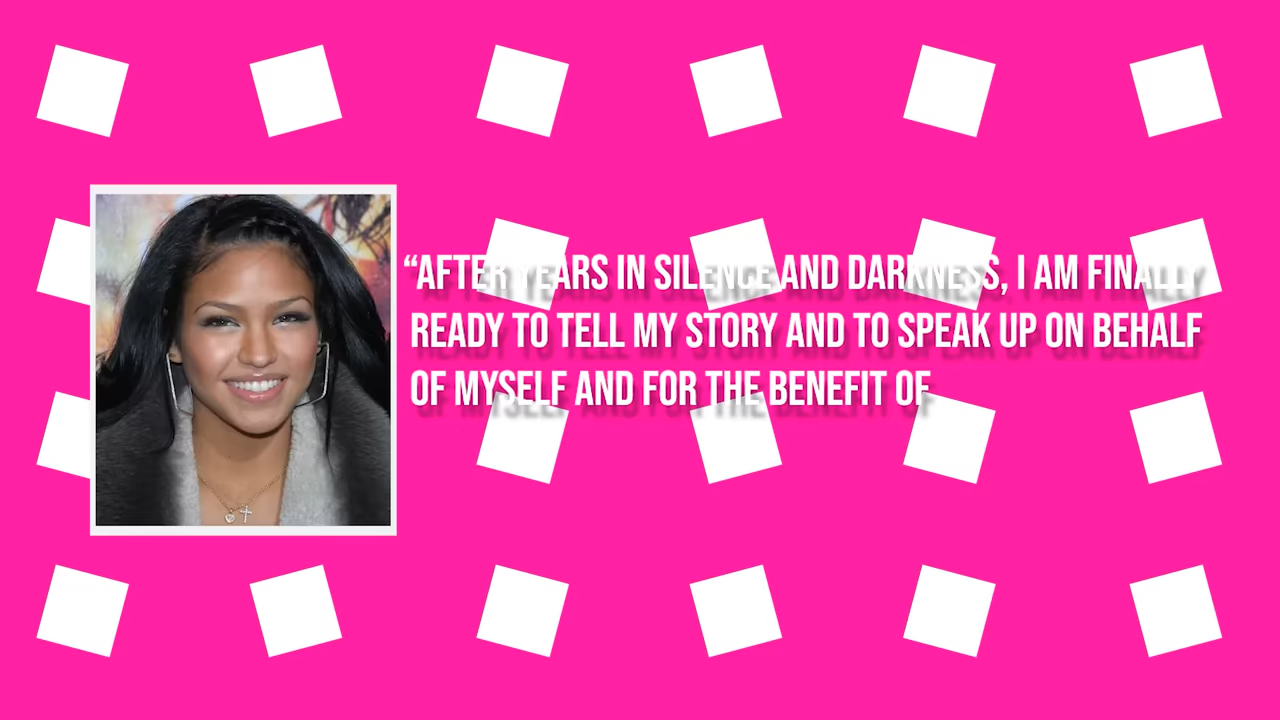 “AFTER YEARS IN SILENCE AND DARKNESS, I AM FINALLY
READY TO TELL MY STORY AND TO SPEAK UP ON BEHALF
OF MYSELF AND FOR THE BENEFIT OF